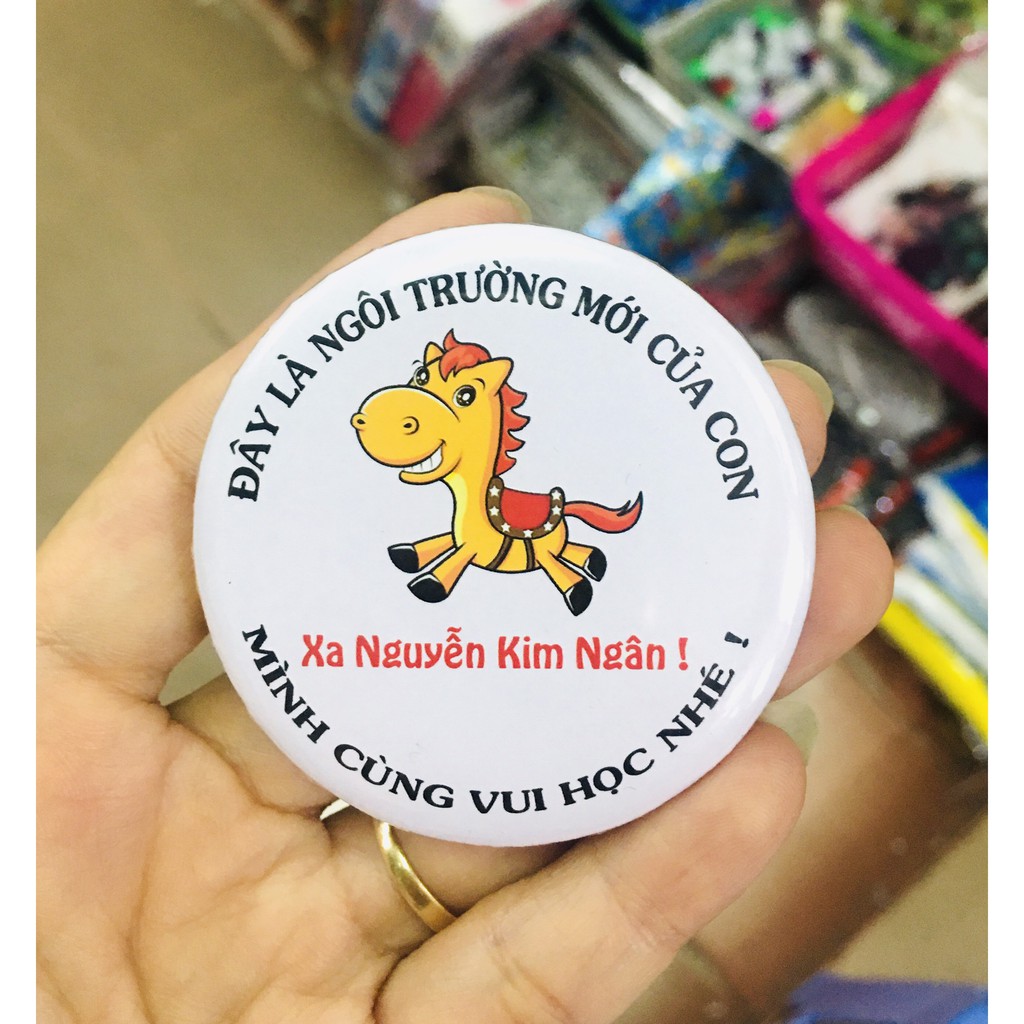 ĐÂY LÀ NGÔI TRƯỜNG MỚI CỦA CON
Xa Nguyễn Kim Ngân !
MÌNH CÙNG VUI HỌC NHÉ !